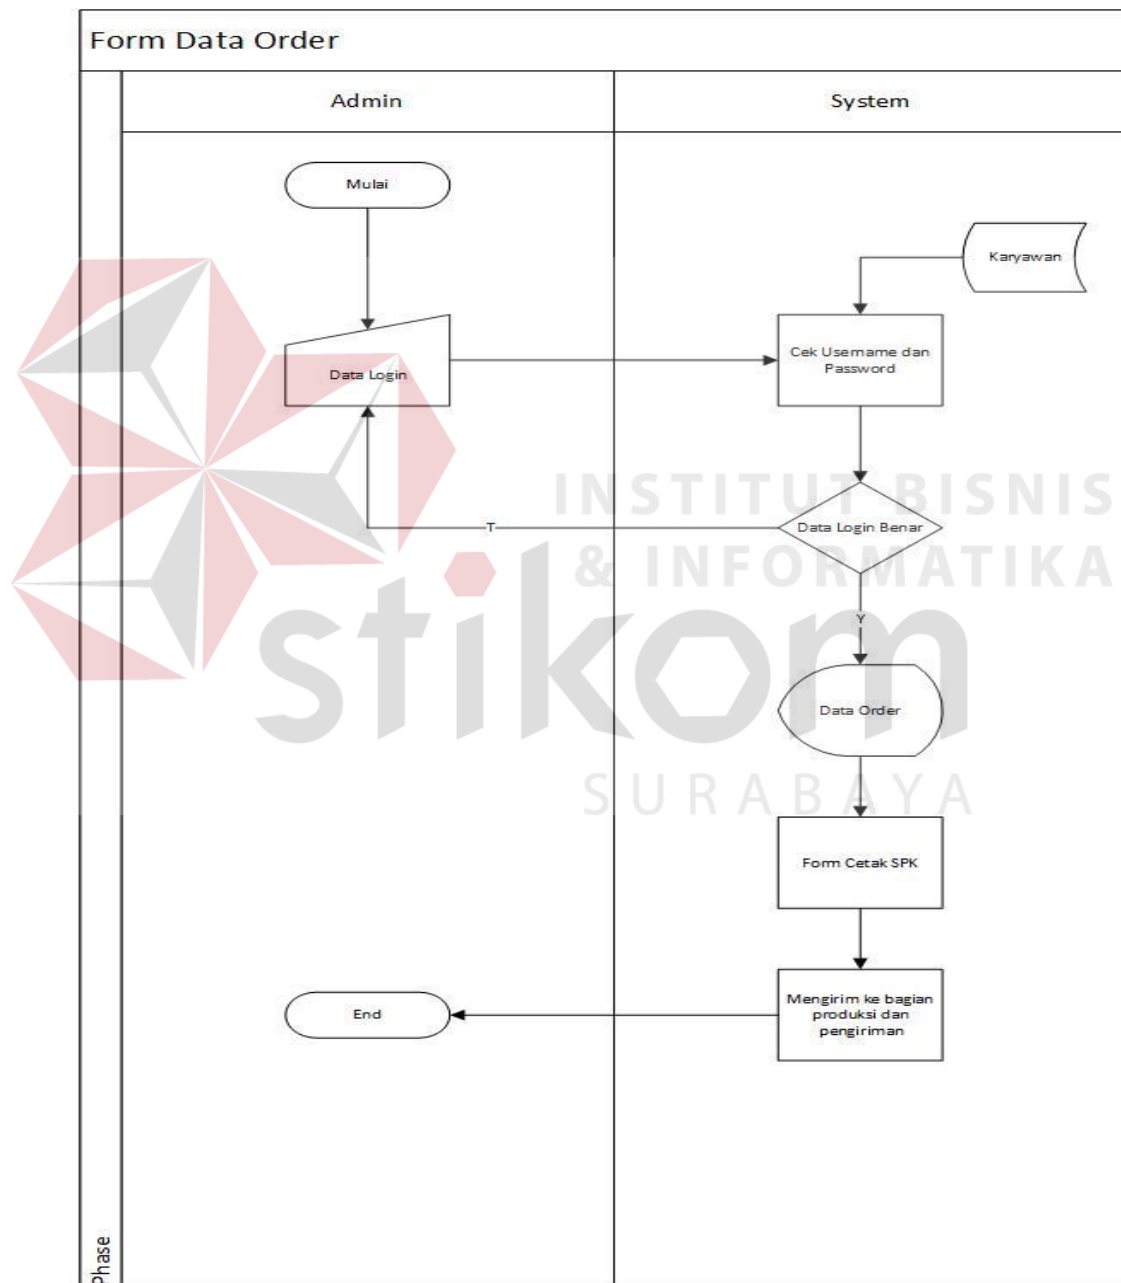 Form Data Order
Admin
System
Mulai
Karyawan
Data Login
Cek Username dan
Password
INSTITUT BISNIS
& INFORMATIKA
Data Login Benar
T
stikom
Y
Data Order
SURABAYA
Form Cetak SPK
Mengirim ke bagian
produksi dan
pengiriman
End
Phase